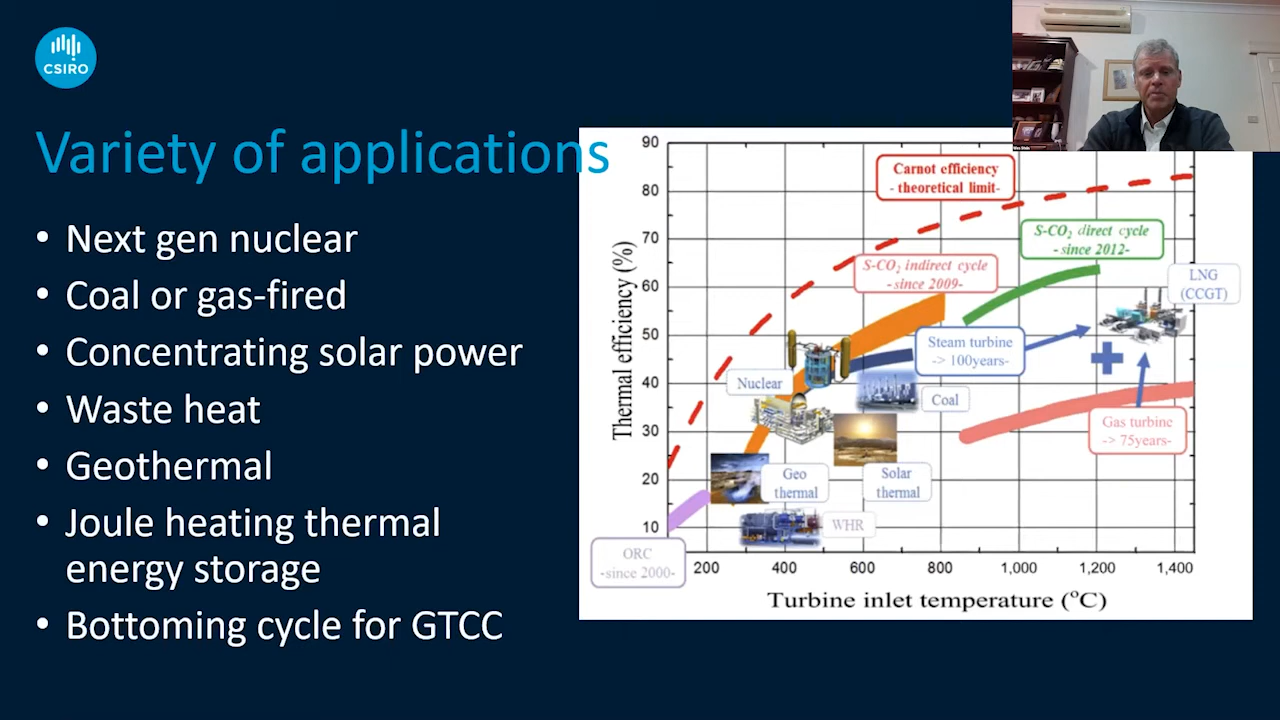 CSIRO
Variety of applications
• Next gen nuclear
• Coal or gas-fired
• Concentrating solar power
• Waste heat
• Geothermal
• Joule heating thermal
energy storage
• Bottoming cycle for GTCC
Thermal efficiency (%)
90
80
70
60
50
40
30
20
10
Carnot efficiency
- theoretical limit-
S-CO₂ direct cycle
- since 2012-
S-CO₂ indirect cycle
- since 2009-
LNG
(CCGT)
Steam turbine
-> 100years-
Nuclear
Coal
Gas turbine
-> 75years-
Geo
thermal
Solar
thermal
WHR
ORC
-since 2000-
200
400
600
800
1,000
1,200
1,400
Turbine inlet temperature (°C)